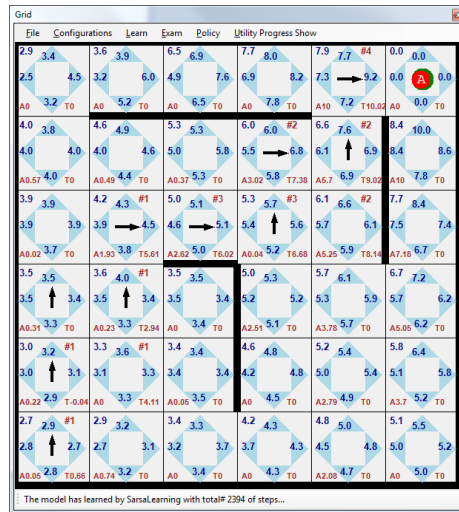 Grid
File Configurations Learn Exam Policy Utility Progress Show
2.9 3.4 3.6 3.9 6.5 6.9 7.7 8.0 7.9 7.7 #4 0.0 0.0
2.5 4.5 3.2 6.0 4.9 7.6 6.9 8.2 7.3 9.2 0.0 A 0.0
A0 3.2 T0 A0 5.2 T0 A0 6.5 T0 A0 7.8 T0 A10 7.2 T10.02 A0 0.0 T0
4.0 3.8 4.6 4.9 5.3 5.3 6.0 6.0 #2 6.6 7.6 #2 8.4 10.0
4.0 4.0 4.0 4.6 5.0 5.8 5.5 6.8 6.1 6.9 8.4 8.6
A0.57 4.0 T0 A0.49 4.4 T0 A0.37 5.3 T0 A3.02 5.8 T7.38 A5.7 6.9 T9.02 A10 7.8 T0
3.9 3.9 4.2 4.3 #1 5.0 5.1 #3 5.3 5.7 #3 6.1 6.6 #2 7.7 8.4
3.9 3.9 3.9 4.5 4.6 5.1 5.4 5.6 5.7 6.1 7.1 7.4
A0.02 3.7 T0 A1.93 3.8 T5.61 A2.62 5.0 T6.02 A0.04 5.2 T6.68 A5.25 5.9 T8.14 A7.18 6.7 T0
3.5 3.5 3.6 4.0 #1 3.5 3.5 5.0 5.3 5.7 6.1 6.7 7.2
3.5 3.4 3.5 3.4 3.5 3.4 5.2 5.2 5.3 5.9 5.7 6.2
A0.31 3.3 T0 A0.23 3.3 T2.94 A0 3.4 T0 A2.51 5.1 T0 A3.78 5.7 T0 A5.05 6.2 T0
3.0 3.2 #1 3.3 3.6 #1 3.4 3.4 4.6 4.8 5.2 5.4 5.8 6.4
3.0 3.1 3.1 3.3 3.4 3.4 4.2 4.8 5.0 5.4 5.1 5.8
A0.22 2.9 T-0.04 A0 3.3 T4.11 A0.05 3.5 T0 A0 4.5 T0 A2.79 4.9 T0 A3.7 5.2 T0
2.7 2.9 #1 2.9 3.2 3.4 3.3 4.2 4.3 4.8 5.0 5.1 5.5
2.8 2.7 2.7 3.1 3.2 3.7 3.7 4.3 4.5 4.8 5.0 5.2
A0.05 2.8 T0.66 A0.74 3.2 T0 A0 3.4 T0 A0 4.3 T0 A2.08 4.7 T0 A0 5.0 T0
The model has learned by SarsaLearning with total# 2394 of steps...